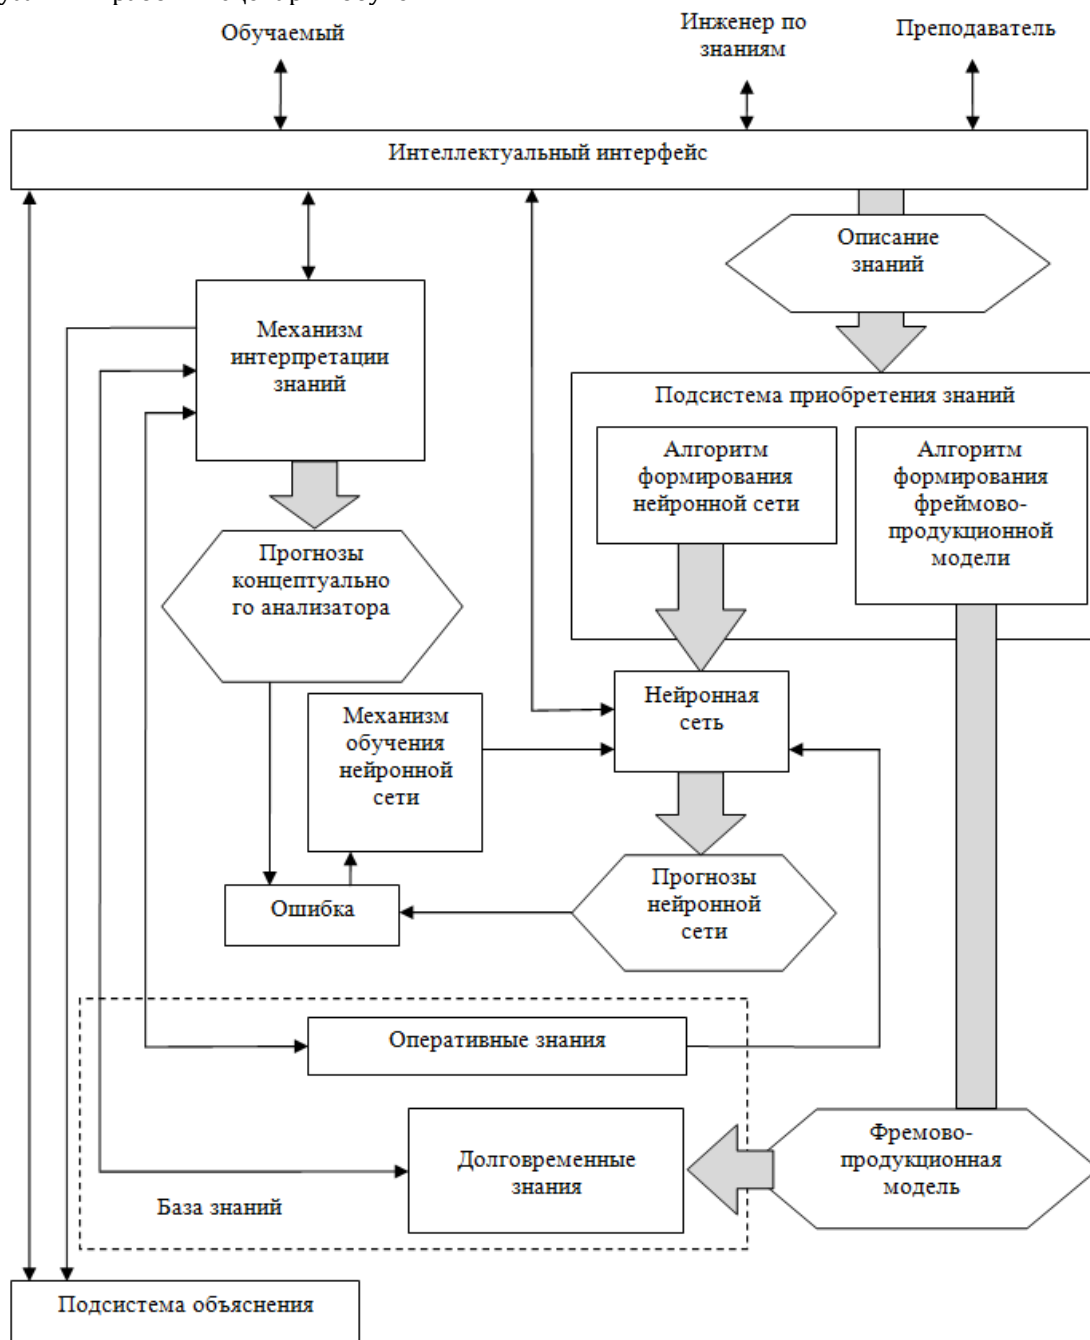 Обучаемый
Инженер по
знаниям
Преподаватель
Интеллектуальный интерфейс
Описание
знаний
Механизм
интерпретации
знаний
Подсистема приобретения знаний
Алгоритм
формирования
нейронной сети
Алгоритм
формирования
фреймово-
продукционной
модели
Прогнозы
концептуально
го анализатора
Механизм
обучения
нейронной
сети
Нейронная
сеть
Ошибка
Прогнозы
нейронной
сети
Оперативные знания
Долговременные
знания
База знаний
Фремово-
продукционная
модель
Подсистема объяснения